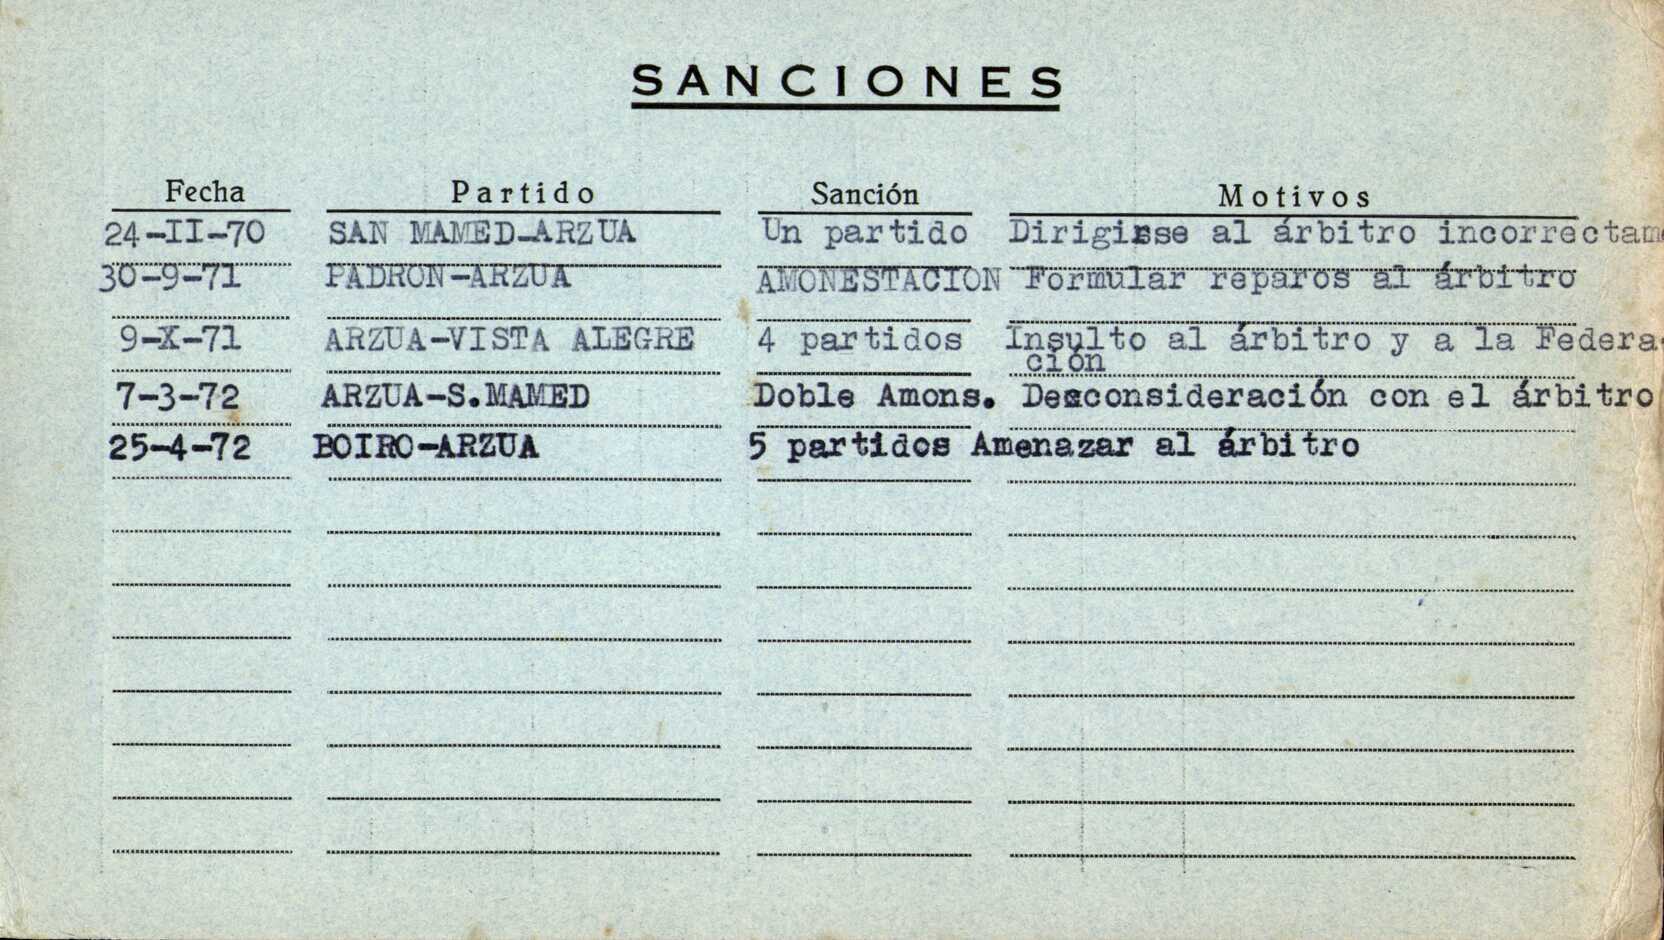 SANCIONES
Fecha Partido Sanción Motivos
24-II-70 SAN MAMED-ARZUA Un partido Dirigirse al árbitro incorrectam
30-9-71 PADRON-ARZUA AMONESTACION Formular reparos al árbitro
9-X-71 ARZUA-VISTA ALEGRE 4 partidos Insulto al árbitro y a la Federa-
ción
7-3-72 ARZUA-S.MAMED Doble Amons. Desconsideración con el árbitro
25-4-72 BOIRO-ARZUA 5 partidos Amenazar al árbitro